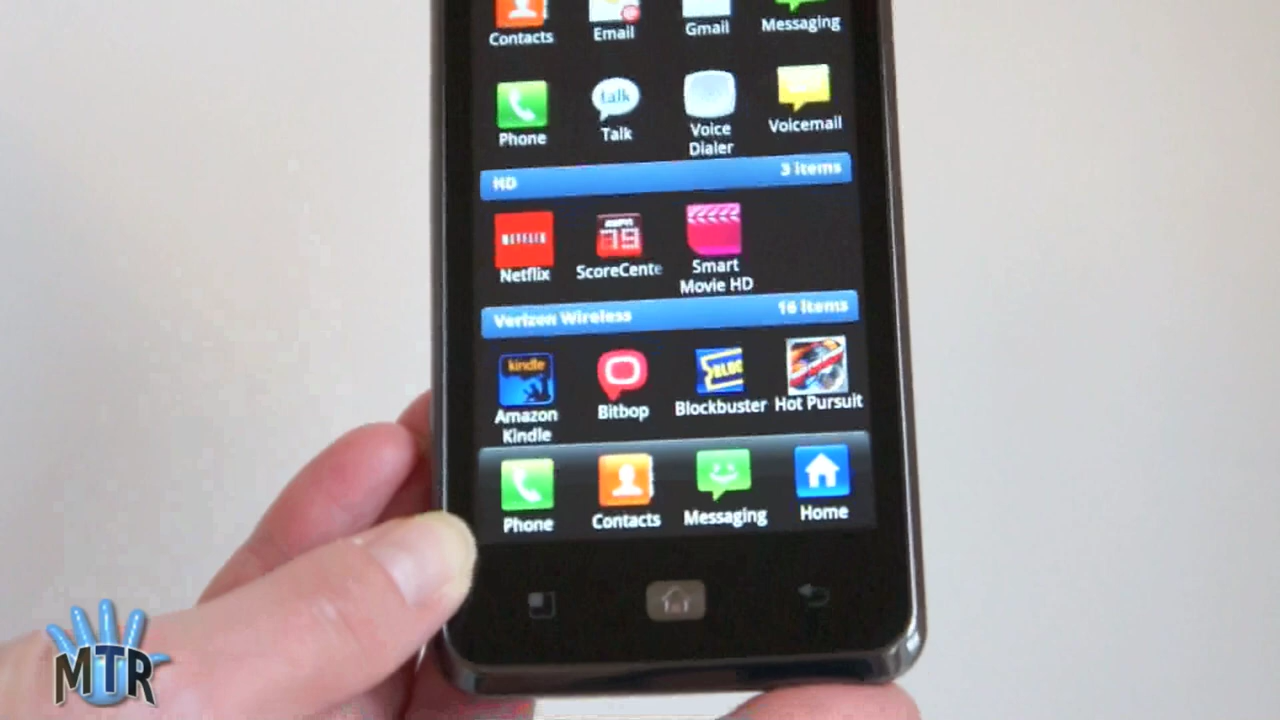 Contacts Email Gmail Messaging
talk
Phone Talk Voice Dialer Voicemail
HD 3 items
NETFLIX
Netflix ScoreCente Smart Movie HD
Verizon Wireless 16 items
kindle BLOC
Amazon Kindle Bitbop Blockbuster Hot Pursuit
Phone Contacts Messaging Home
MTR